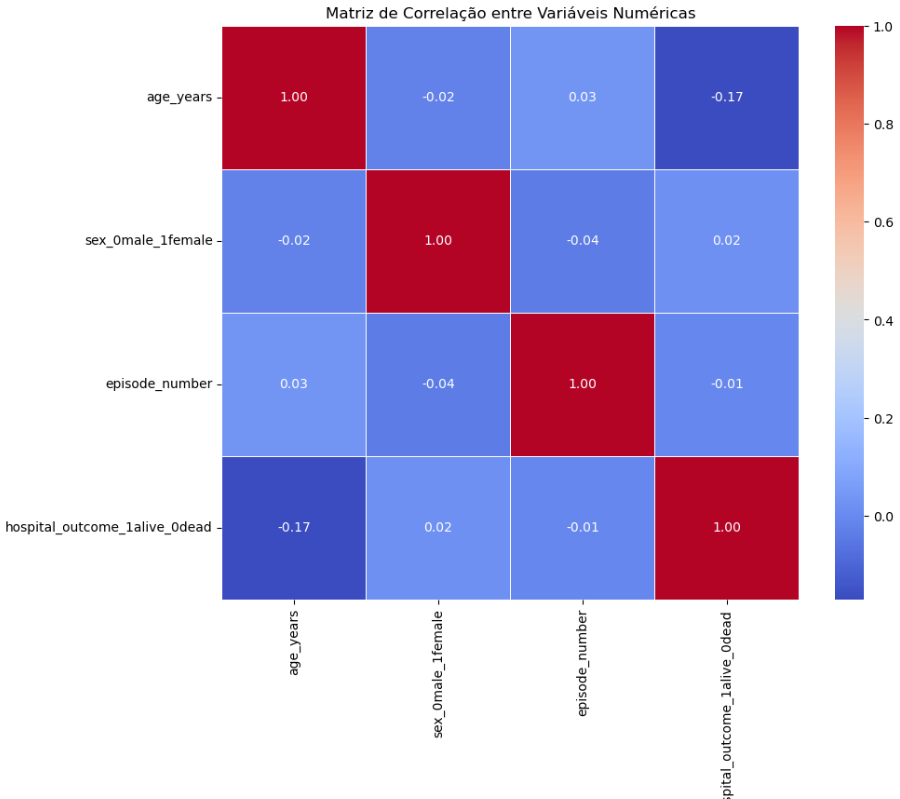 Matriz de Correlação entre Variáveis Numéricas
age_years
1.00 -0.02 0.03 -0.17
sex_0male_1female
-0.02 1.00 -0.04 0.02
episode_number
0.03 -0.04 1.00 -0.01
hospital_outcome_1alive_0dead
-0.17 0.02 -0.01 1.00
age_years
sex_0male_1female
episode_number
spital_outcome_1alive_0dead
1.0
0.8
0.6
0.4
0.2
0.0